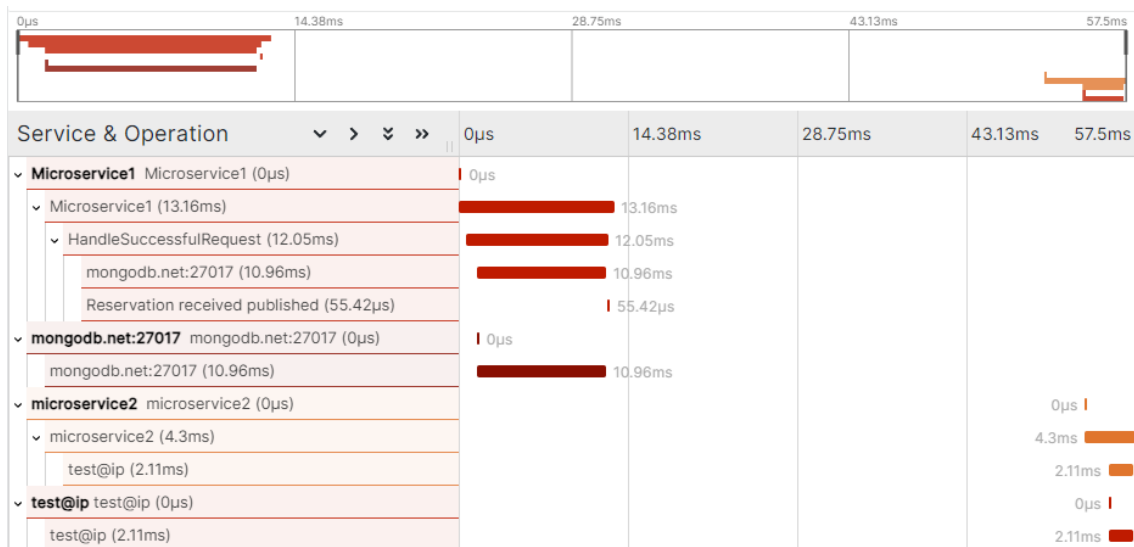 0μs 14.38ms 28.75ms 43.13ms 57.5ms
Service & Operation 0μs 14.38ms 28.75ms 43.13ms 57.5ms
Microservice1 Microservice1 (0μs) 0μs
Microservice1 (13.16ms) 13.16ms
HandleSuccessfulRequest (12.05ms) 12.05ms
mongodb.net:27017 (10.96ms) 10.96ms
Reservation received published (55.42μs) 55.42μs
mongodb.net:27017 mongodb.net:27017 (0μs) 0μs
mongodb.net:27017 (10.96ms) 10.96ms
microservice2 microservice2 (0μs) 0μs
microservice2 (4.3ms) 4.3ms
test@ip (2.11ms) 2.11ms
test@ip test@ip (0μs) 0μs
test@ip (2.11ms) 2.11ms